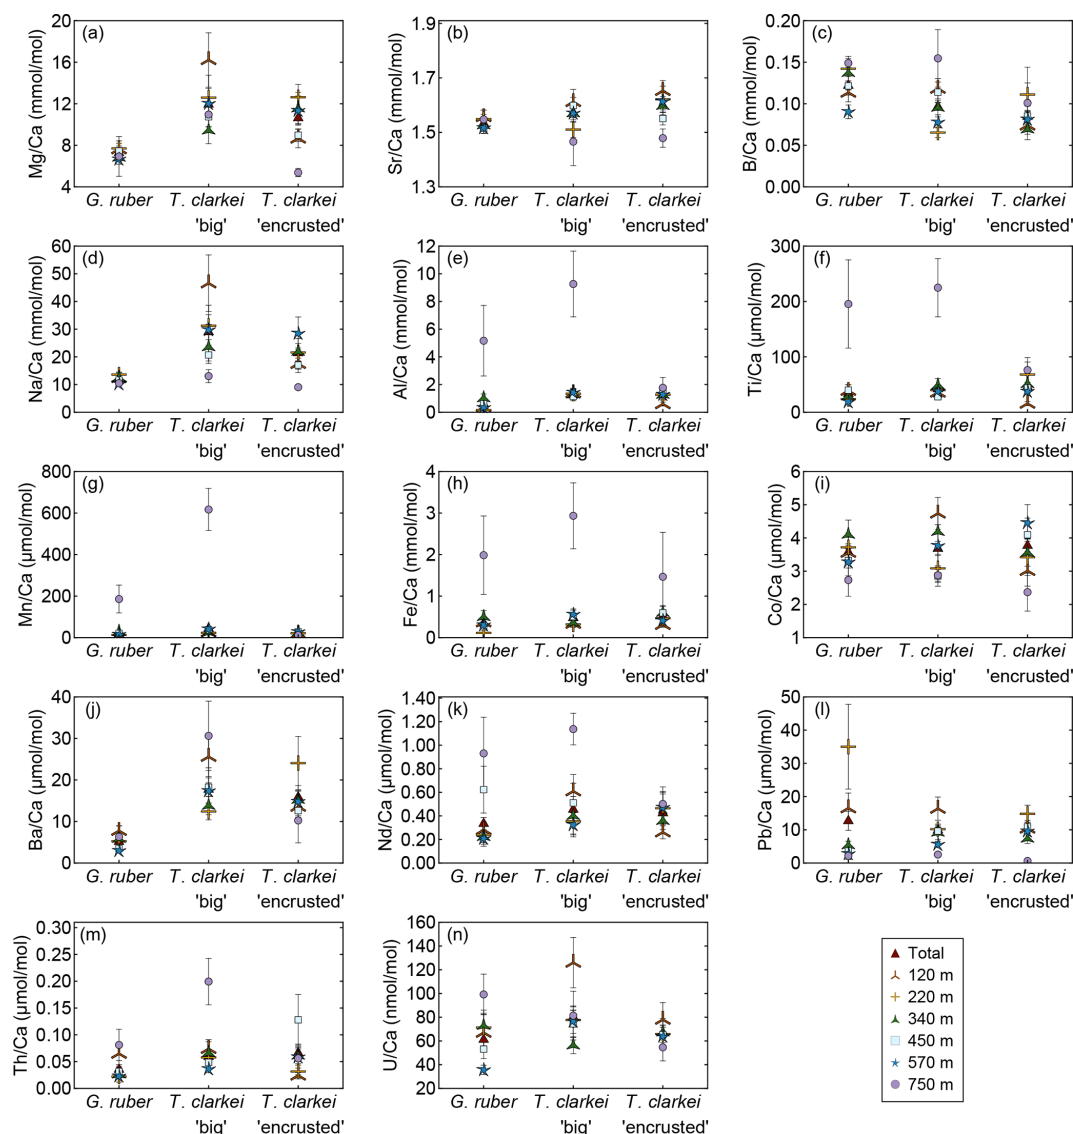 (a)
Mg/Ca (mmol/mol)
20
16
12
8
4
G. ruber T. clarkei T. clarkei
'big' 'encrusted'
(b)
Sr/Ca (mmol/mol)
1.9
1.7
1.5
1.3
G. ruber T. clarkei T. clarkei
'big' 'encrusted'
(c)
B/Ca (mmol/mol)
0.20
0.15
0.10
0.05
0.00
G. ruber T. clarkei T. clarkei
'big' 'encrusted'
(d)
Na/Ca (mmol/mol)
60
50
40
30
20
10
0
G. ruber T. clarkei T. clarkei
'big' 'encrusted'
(e)
Al/Ca (mmol/mol)
12
10
8
6
4
2
0
G. ruber T. clarkei T. clarkei
'big' 'encrusted'
(f)
Ti/Ca (μmol/mol)
300
200
100
0
G. ruber T. clarkei T. clarkei
'big' 'encrusted'
(g)
Mn/Ca (μmol/mol)
800
600
400
200
0
G. ruber T. clarkei T. clarkei
'big' 'encrusted'
(h)
Fe/Ca (mmol/mol)
4
3
2
1
0
G. ruber T. clarkei T. clarkei
'big' 'encrusted'
(i)
Co/Ca (μmol/mol)
6
5
4
3
2
1
G. ruber T. clarkei T. clarkei
'big' 'encrusted'
(j)
Ba/Ca (μmol/mol)
40
30
20
10
0
G. ruber T. clarkei T. clarkei
'big' 'encrusted'
(k)
Nd/Ca (μmol/mol)
1.40
1.20
1.00
0.80
0.60
0.40
0.20
0.00
G. ruber T. clarkei T. clarkei
'big' 'encrusted'
(l)
Pb/Ca (μmol/mol)
50
40
30
20
10
0
G. ruber T. clarkei T. clarkei
'big' 'encrusted'
(m)
Th/Ca (μmol/mol)
0.30
0.25
0.20
0.15
0.10
0.05
0.00
G. ruber T. clarkei T. clarkei
'big' 'encrusted'
(n)
U/Ca (nmol/mol)
160
140
120
100
80
60
40
20
G. ruber T. clarkei T. clarkei
'big' 'encrusted'
Total
120 m
220 m
340 m
450 m
570 m
750 m